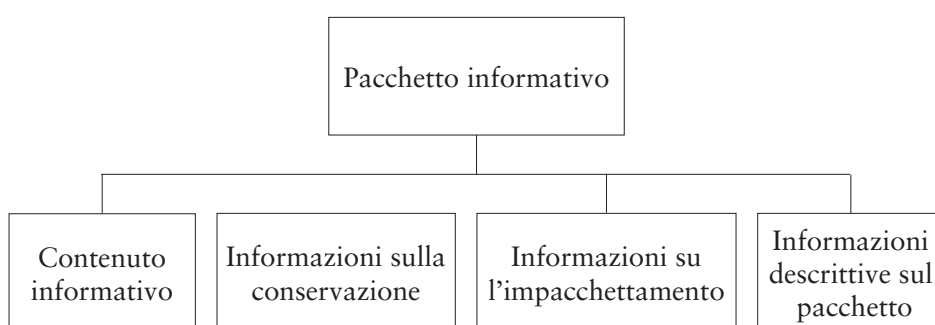 Pacchetto informativo
Contenuto
informativo
Informazioni sulla
conservazione
Informazioni su
l'impacchettamento
Informazioni
descrittive sul
pacchetto